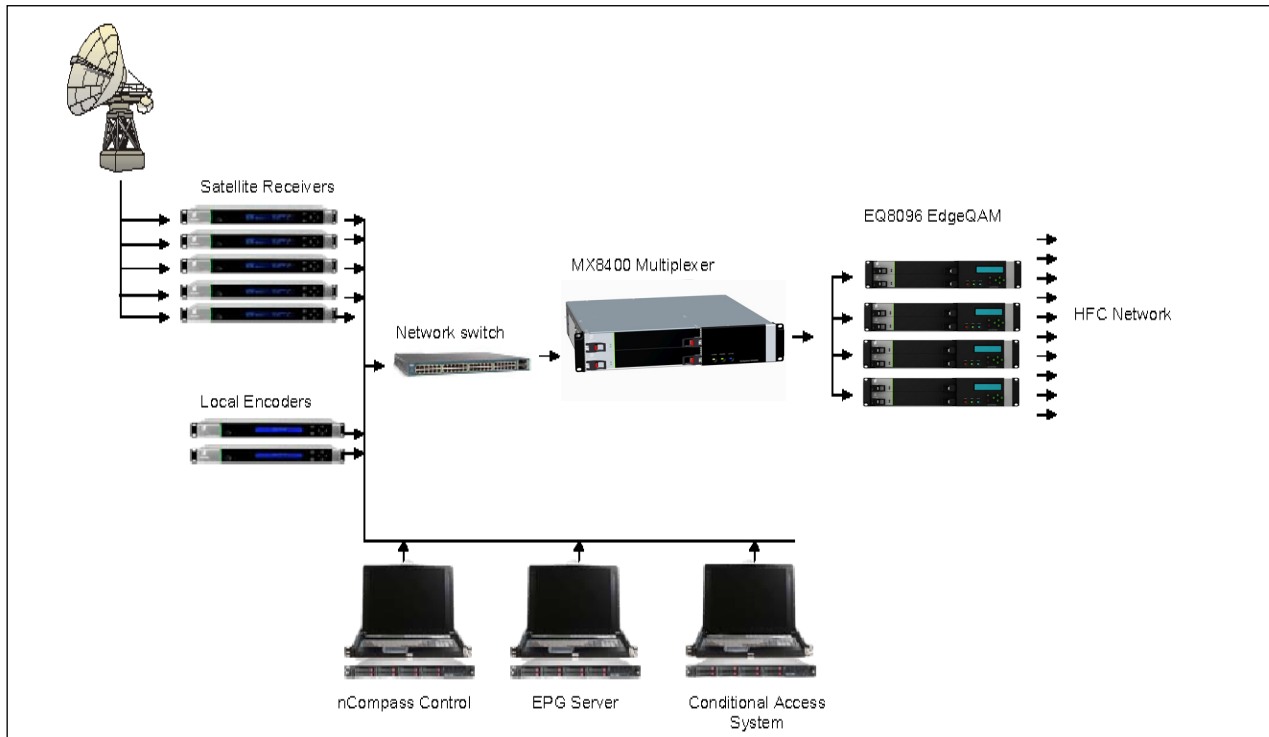 Satellite Receivers
EQ8096 EdgeQAM
MX8400 Multiplexer
HFC Network
Network switch
Local Encoders
nCompass Control
EPG Server
Conditional Access
System